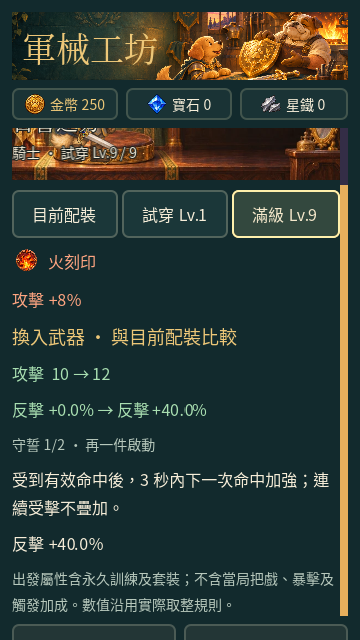 軍械工坊
金幣 250
寶石 0
星鐵 0
騎士 · 試穿 Lv.9 / 9
目前配裝
試穿 Lv.1
滿級 Lv.9
火刻印
攻擊 +8%
換入武器 · 與目前配裝比較
攻擊 10 → 12
反擊 +0.0% → 反擊 +40.0%
守誓 1/2 · 再一件啟動
受到有效命中後，3 秒內下一次命中加強；連
續受擊不疊加。
反擊 +40.0%
出發屬性含永久訓練及套裝；不含當局把戲、暴擊及
觸發加成。數值沿用實際取整規則。